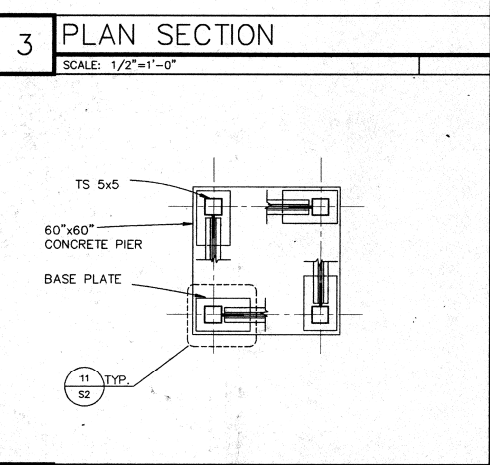 3
PLAN SECTION
SCALE: 1/2"=1'-0"
TS 5x5
60"x60"
CONCRETE PIER
BASE PLATE
11
TYP.
S2